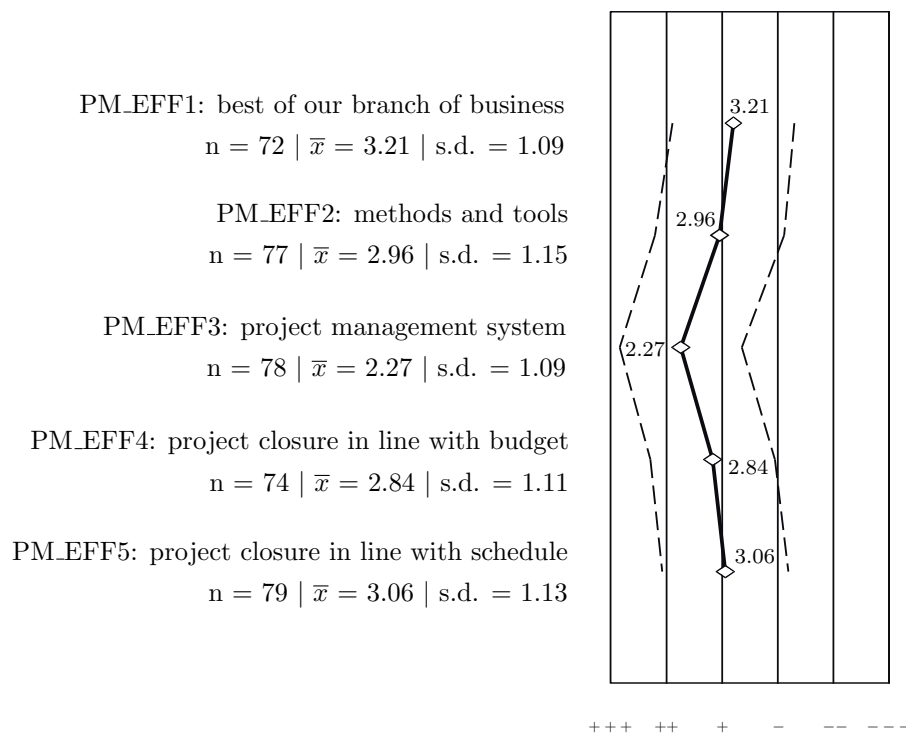 3.21
PM_EFF1: best of our branch of business
n = 72 | x̅ = 3.21 | s.d. = 1.09
PM_EFF2: methods and tools
2.96
n = 77 | x̅ = 2.96 | s.d. = 1.15
PM_EFF3: project management system
2.27
n = 78 | x̅ = 2.27 | s.d. = 1.09
PM_EFF4: project closure in line with budget
2.84
n = 74 | x̅ = 2.84 | s.d. = 1.11
PM_EFF5: project closure in line with schedule
3.06
n = 79 | x̅ = 3.06 | s.d. = 1.13
+++ ++ + − −− −−−